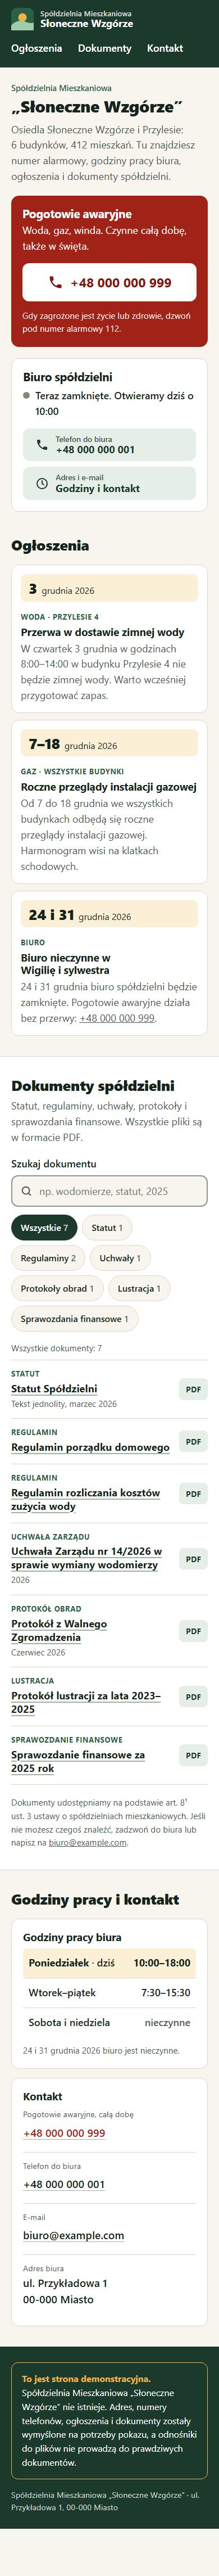 Spółdzielnia Mieszkaniowa
Słoneczne Wzgórze
Ogłoszenia
Dokumenty
Kontakt
Spółdzielnia Mieszkaniowa
„Słoneczne Wzgórze”
Osiedla Słoneczne Wzgórze i Przylesie:
6 budynków, 412 mieszkań. Tu znajdziesz
numer alarmowy, godziny pracy biura,
ogłoszenia i dokumenty spółdzielni.
Pogotowie awaryjne
Woda, gaz, winda. Czynne całą dobę,
także w święta.
+48 000 000 999
Gdy zagrożone jest życie lub zdrowie, dzwoń
pod numer alarmowy 112.
Biuro spółdzielni
Teraz zamknięte. Otwieramy dziś o
10:00
Telefon do biura
+48 000 000 001
Adres i e-mail
Godziny i kontakt
Ogłoszenia
3 grudnia 2026
WODA · PRZYLESIE 4
Przerwa w dostawie zimnej wody
W czwartek 3 grudnia w godzinach
8:00–14:00 w budynku Przylesie 4 nie
będzie zimnej wody. Warto wcześniej
przygotować zapas.
7–18 grudnia 2026
GAZ · WSZYSTKIE BUDYNKI
Roczne przeglądy instalacji gazowej
Od 7 do 18 grudnia we wszystkich
budynkach odbędą się roczne
przeglądy instalacji gazowej.
Harmonogram wisi na klatkach
schodowych.
24 i 31 grudnia 2026
BIURO
Biuro nieczynne w
Wigilię i sylwestra
24 i 31 grudnia biuro spółdzielni będzie
zamknięte. Pogotowie awaryjne działa
bez przerwy: +48 000 000 999.
Dokumenty spółdzielni
Statut, regulaminy, uchwały, protokoły i
sprawozdania finansowe. Wszystkie pliki są
w formacie PDF.
Szukaj dokumentu
np. wodomierze, statut, 2025
Wszystkie 7
Statut 1
Regulaminy 2
Uchwały 1
Protokoły obrad 1
Lustracja 1
Sprawozdania finansowe 1
Wszystkie dokumenty: 7
STATUT
Statut Spółdzielni
Tekst jednolity, marzec 2026
PDF
REGULAMIN
Regulamin porządku domowego
PDF
REGULAMIN
Regulamin rozliczania kosztów
zużycia wody
PDF
UCHWAŁA ZARZĄDU
Uchwała Zarządu nr 14/2026 w
sprawie wymiany wodomierzy
2026
PDF
PROTOKÓŁ OBRAD
Protokół z Walnego
Zgromadzenia
Czerwiec 2026
PDF
LUSTRACJA
Protokół lustracji za lata 2023–
2025
PDF
SPRAWOZDANIE FINANSOWE
Sprawozdanie finansowe za
2025 rok
PDF
Dokumenty udostępniamy na podstawie art. 8¹
ust. 3 ustawy o spółdzielniach mieszkaniowych. Jeśli
nie możesz czegoś znaleźć, zadzwoń do biura lub
napisz na biuro@example.com.
Godziny pracy i kontakt
Godziny pracy biura
Poniedziałek · dziś 10:00–18:00
Wtorek–piątek 7:30–15:30
Sobota i niedziela nieczynne
24 i 31 grudnia 2026 biuro jest nieczynne.
Kontakt
Pogotowie awaryjne, całą dobę
+48 000 000 999
Telefon do biura
+48 000 000 001
E-mail
biuro@example.com
Adres biura
ul. Przykładowa 1
00-000 Miasto
To jest strona demonstracyjna.
Spółdzielnia Mieszkaniowa „Słoneczne
Wzgórze” nie istnieje. Adres, numery
telefonów, ogłoszenia i dokumenty zostały
wymyślone na potrzeby pokazu, a odnośniki
do plików nie prowadzą do prawdziwych
dokumentów.
Spółdzielnia Mieszkaniowa „Słoneczne Wzgórze” · ul.
Przykładowa 1, 00-000 Miasto